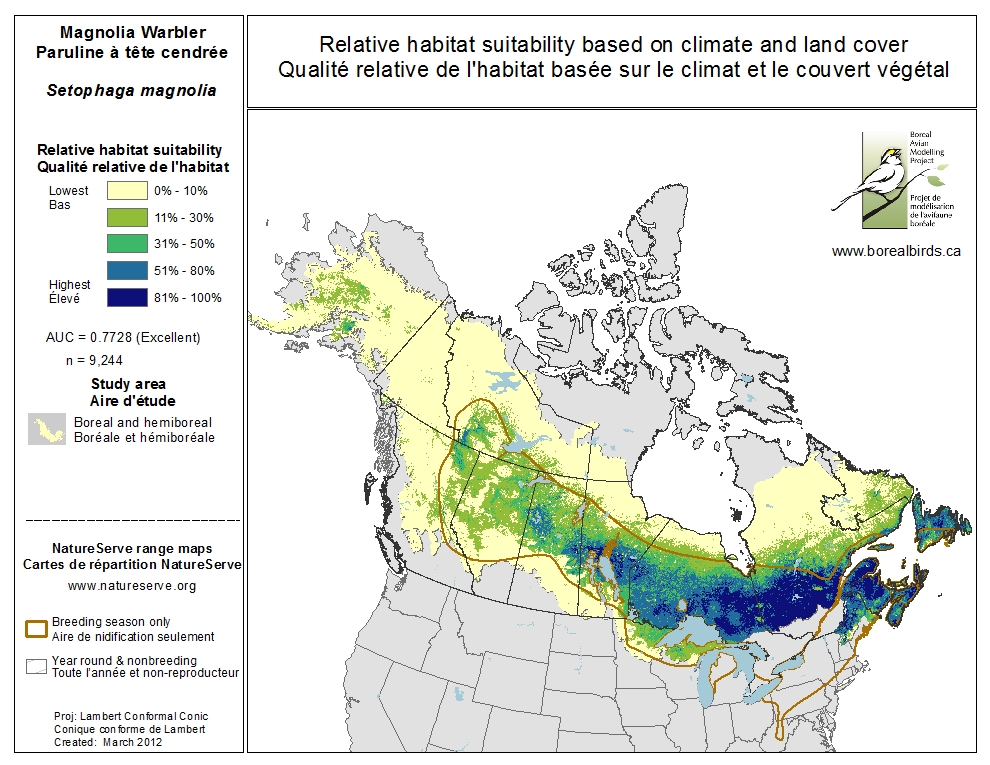 Magnolia Warbler
Paruline à tête cendrée
Setophaga magnolia
Relative habitat suitability
Qualité relative de l'habitat
Lowest
Bas
0% - 10%
11% - 30%
31% - 50%
51% - 80%
Highest
Élevé
81% - 100%
AUC = 0.7728 (Excellent)
n = 9,244
Study area
Aire d'étude
Boreal and hemiboreal
Boréale et hémiboréale
NatureServe range maps
Cartes de répartition NatureServe
www.natureserve.org
Breeding season only
Aire de nidification seulement
Year round & nonbreeding
Toute l'année et non-reproducteur
Proj: Lambert Conformal Conic
Conique conforme de Lambert
Created: March 2012
Relative habitat suitability based on climate and land cover
Qualité relative de l'habitat basée sur le climat et le couvert végétal
Boreal
Avian
Modelling
Project
Projet de
modélisation
de l'avifaune
boréale
www.borealbirds.ca